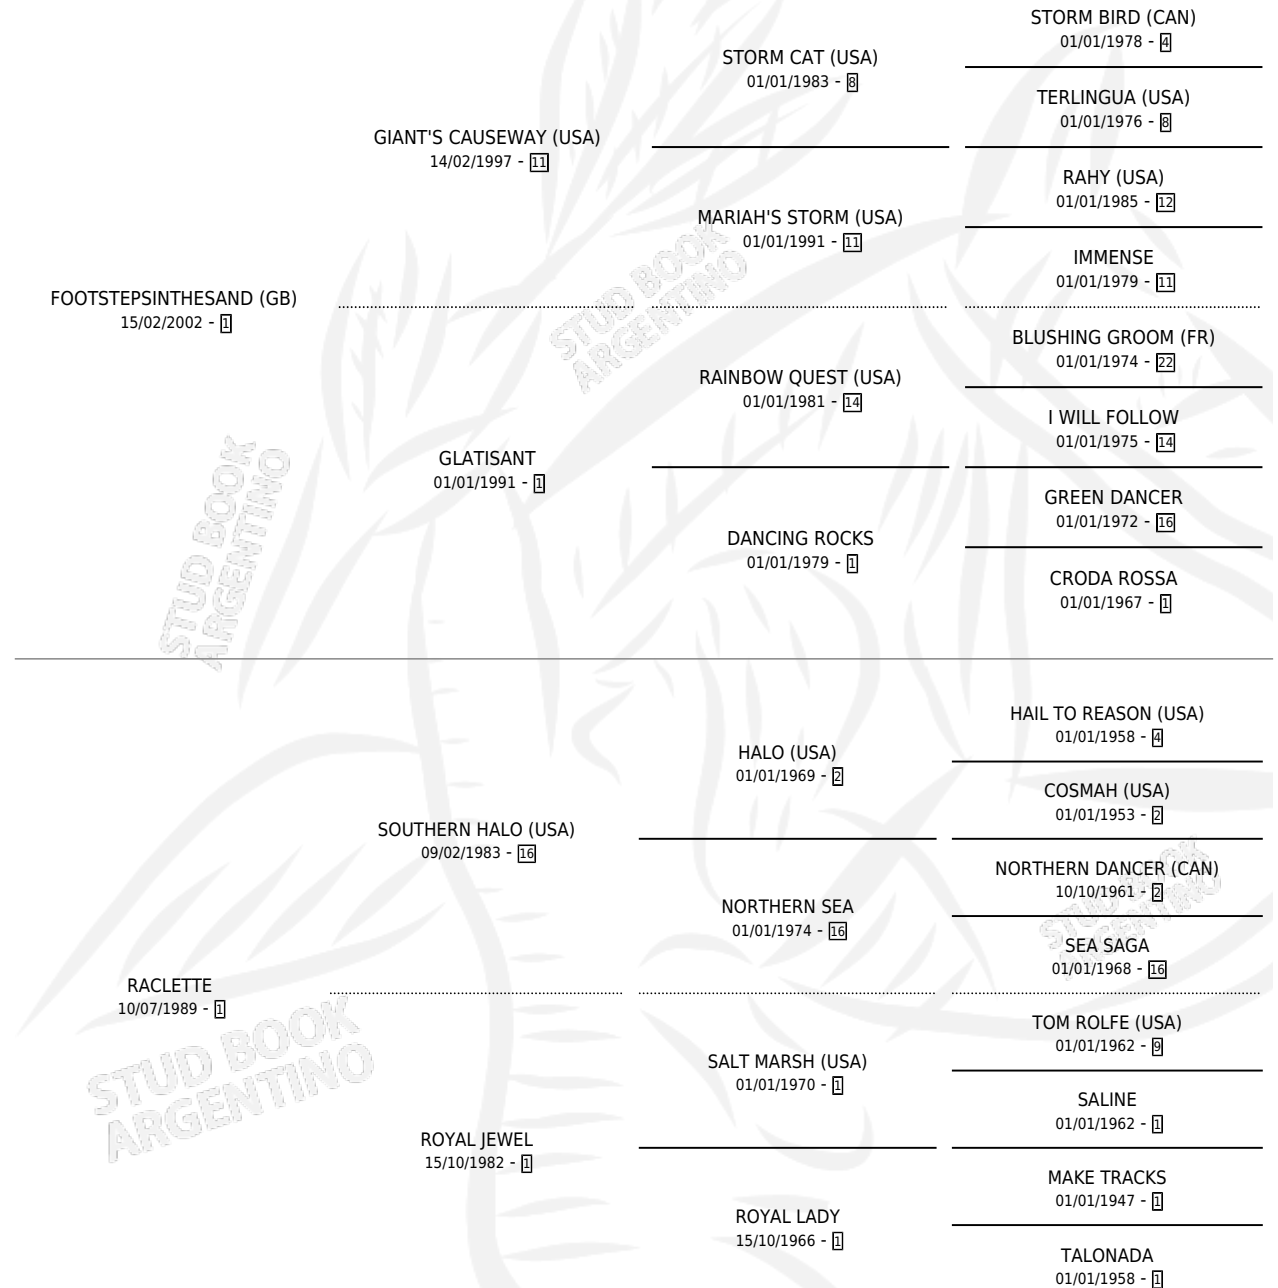 STORM BIRD (CAN)
01/01/1978 - 4
STORM CAT (USA)
01/01/1983 - 8
TERLINGUA (USA)
01/01/1976 - 8
GIANT'S CAUSEWAY (USA)
14/02/1997 - 11
RAHY (USA)
01/01/1985 - 12
MARIAH'S STORM (USA)
01/01/1991 - 11
IMMENSE
01/01/1979 - 11
FOOTSTEPSINTHESAND (GB)
15/02/2002 - 1
BLUSHING GROOM (FR)
01/01/1974 - 22
RAINBOW QUEST (USA)
01/01/1981 - 14
I WILL FOLLOW
01/01/1975 - 14
GLATISANT
01/01/1991 - 1
GREEN DANCER
01/01/1972 - 16
DANCING ROCKS
01/01/1979 - 1
CRODA ROSSA
01/01/1967 - 1
HAIL TO REASON (USA)
01/01/1958 - 4
HALO (USA)
01/01/1969 - 2
COSMAH (USA)
01/01/1953 - 2
SOUTHERN HALO (USA)
09/02/1983 - 16
NORTHERN DANCER (CAN)
10/10/1961 - 2
NORTHERN SEA
01/01/1974 - 16
SEA SAGA
01/01/1968 - 16
RACLETTE
10/07/1989 - 1
TOM ROLFE (USA)
01/01/1962 - 9
SALT MARSH (USA)
01/01/1970 - 1
SALINE
01/01/1962 - 1
ROYAL JEWEL
15/10/1982 - 1
MAKE TRACKS
01/01/1947 - 1
ROYAL LADY
15/10/1966 - 1
TALONADA
01/01/1958 - 1
STUD BOOK
ARGENTINO
STUD BOOK
ARGENTINO
STUD BOOK
ARGENTINO
STUD BOOK
ARGENTINO